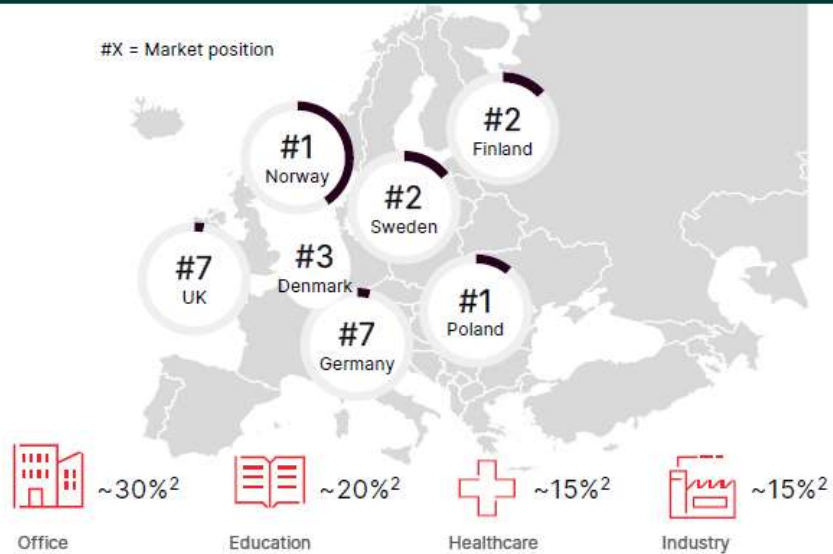 #X = Market position
#1
Norway
#2
Finland
#2
Sweden
#3
Denmark
#7
UK
#1
Poland
#7
Germany
~30%²
~20%²
~15%²
~15%²
Office
Education
Healthcare
Industry